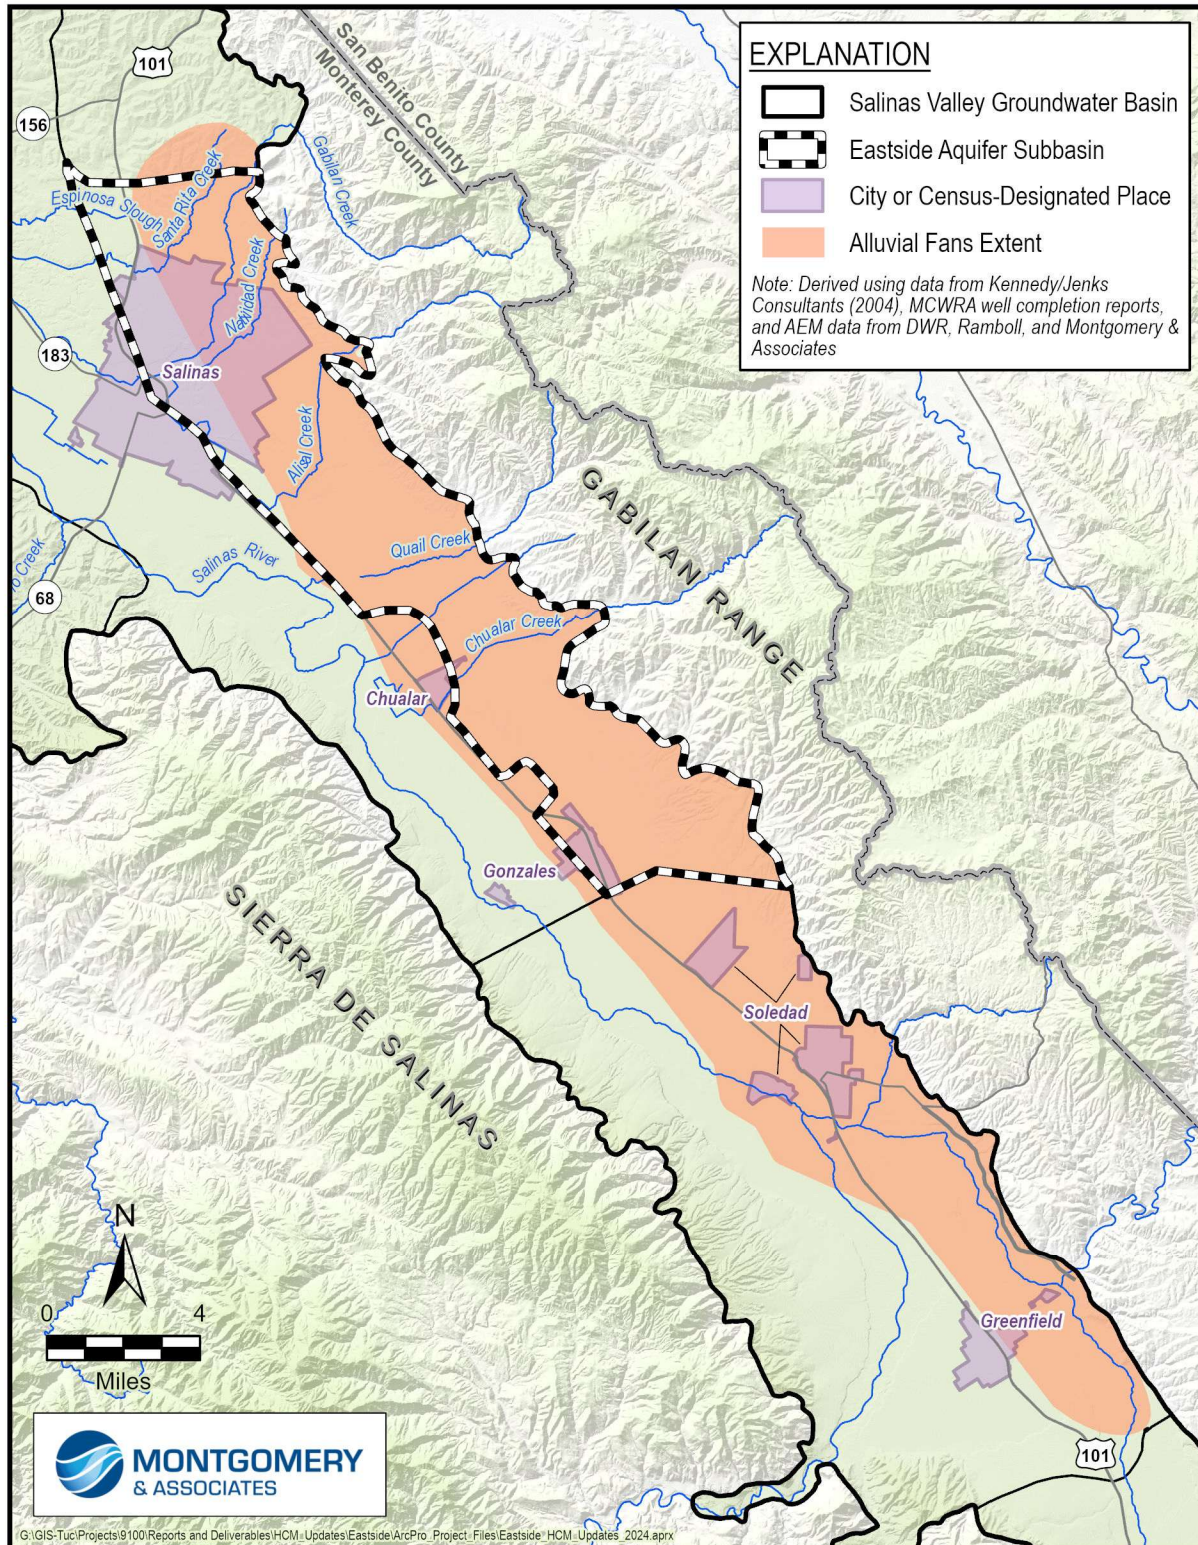 EXPLANATION
Salinas Valley Groundwater Basin
Eastside Aquifer Subbasin
City or Census-Designated Place
Alluvial Fans Extent
Note: Derived using data from Kennedy/Jenks
Consultants (2004), MCWRA well completion reports,
and AEM data from DWR, Ramboll, and Montgomery &
Associates
San Benito County
Monterey County
101
156
Gabilan Creek
Espinosa Slough
Santa Rita Creek
Natividad Creek
183
Salinas
Alisal Creek
GABILAN RANGE
Quail Creek
Salinas River
ro Creek
68
Chualar Creek
Chualar
Gonzales
SIERRA DE SALINAS
Soledad
Greenfield
101
N
0 4
Miles
MONTGOMERY
& ASSOCIATES
G:\GIS-Tuc\Projects\9100\Reports and Deliverables\HCM_Updates\Eastside\ArcPro_Project_Files\Eastside_HCM_Updates_2024.aprx